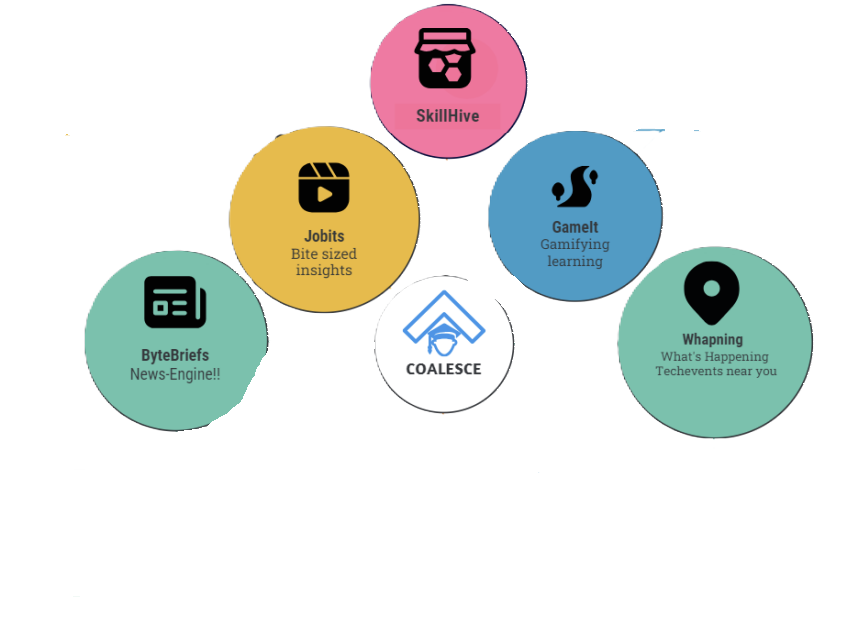 SkillHive
Jobits
Bite sized
insights
GameIt
Gamifying
learning
ByteBriefs
News-Engine!!
COALESCE
Whapning
What's Happening
Techevents near you